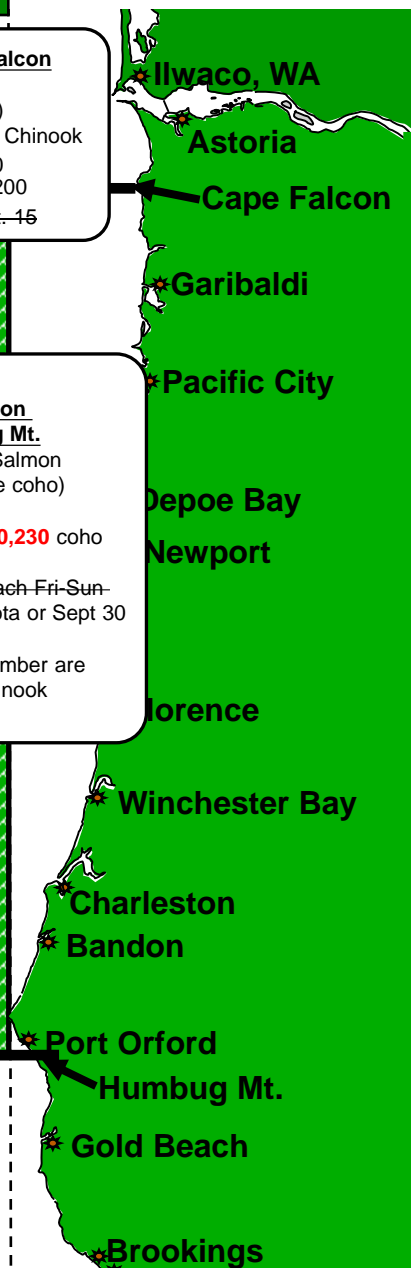 alcon
)
Chinook
)
200
. 15
on
g Mt.
Salmon
e coho)
0,230 coho
ach Fri-Sun
ota or Sept 30
mber are
nook
Ilwaco, WA
Astoria
Cape Falcon
Garibaldi
Pacific City
Depoe Bay
Newport
lorence
Winchester Bay
Charleston
Bandon
Port Orford
Humbug Mt.
Gold Beach
Brookings